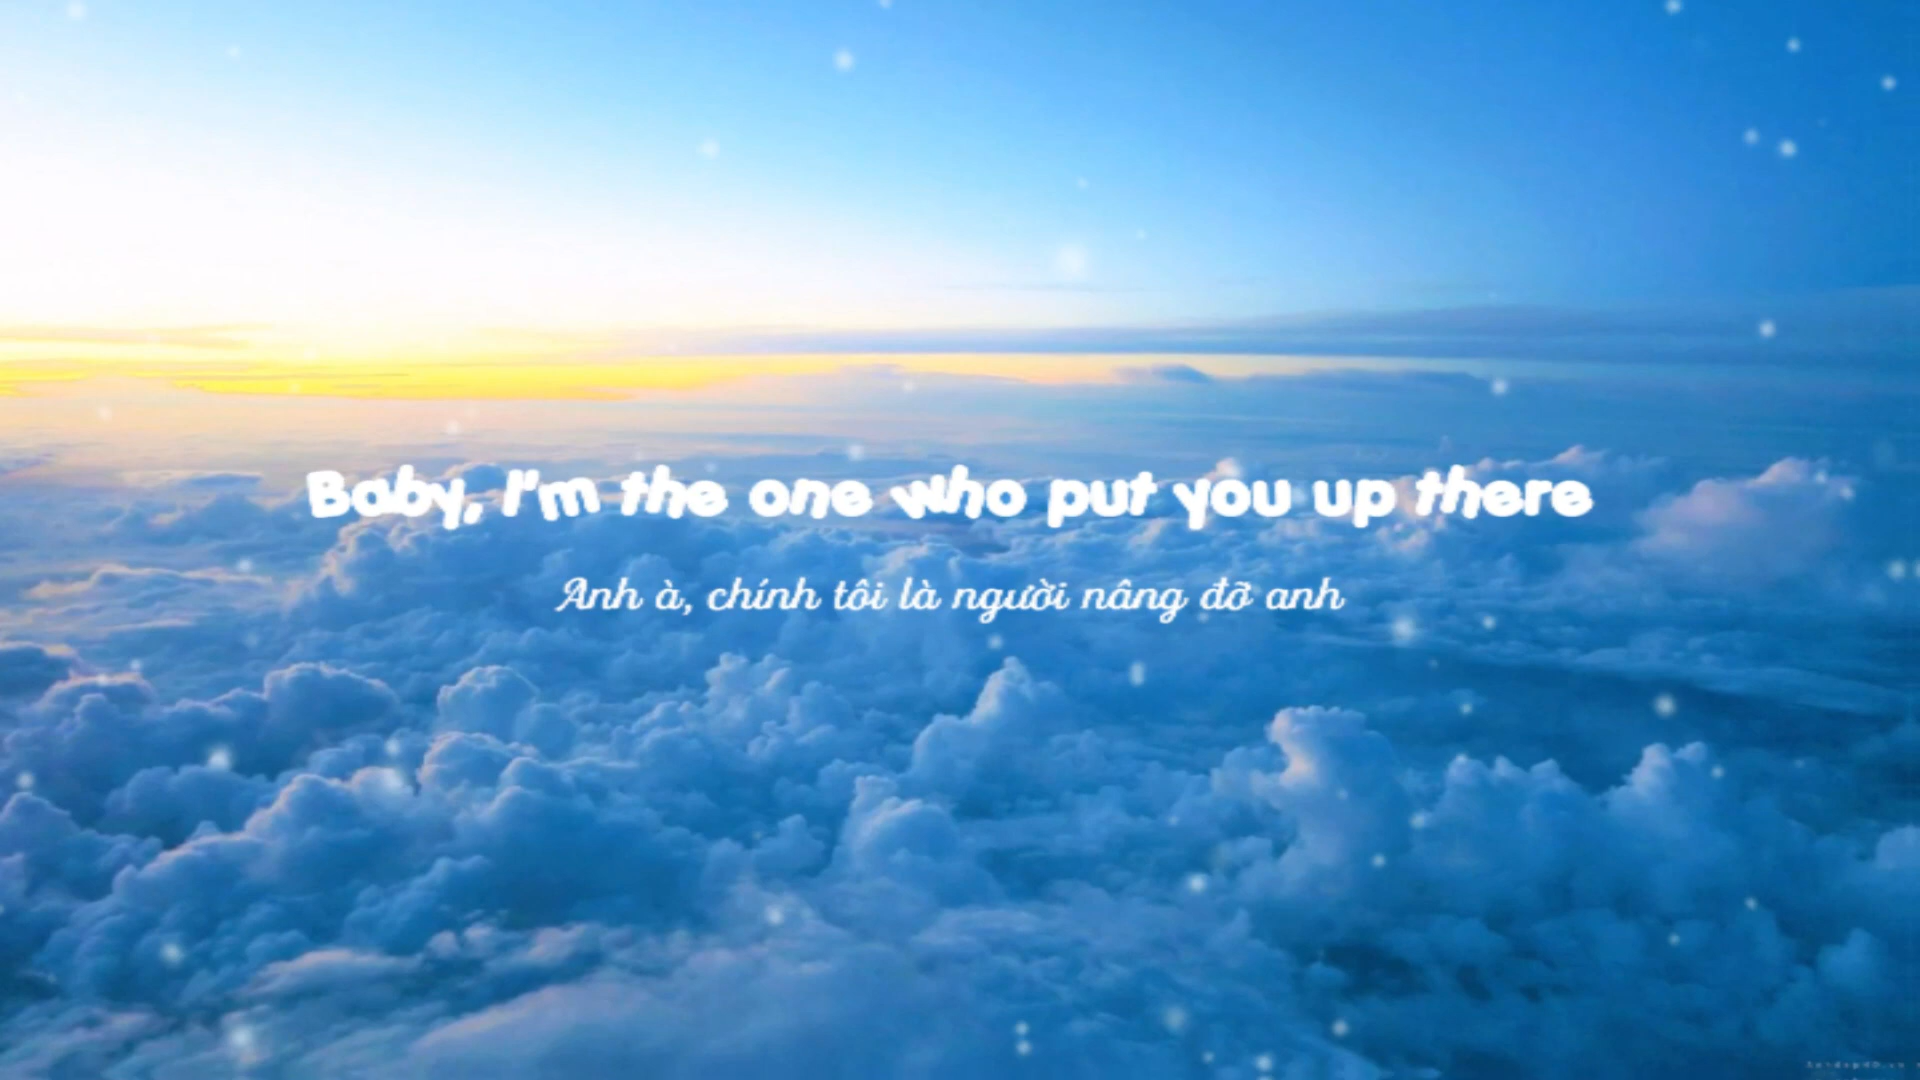 Baby, I'm the one who put you up there
Anh à, chính tôi là người nâng đỡ anh